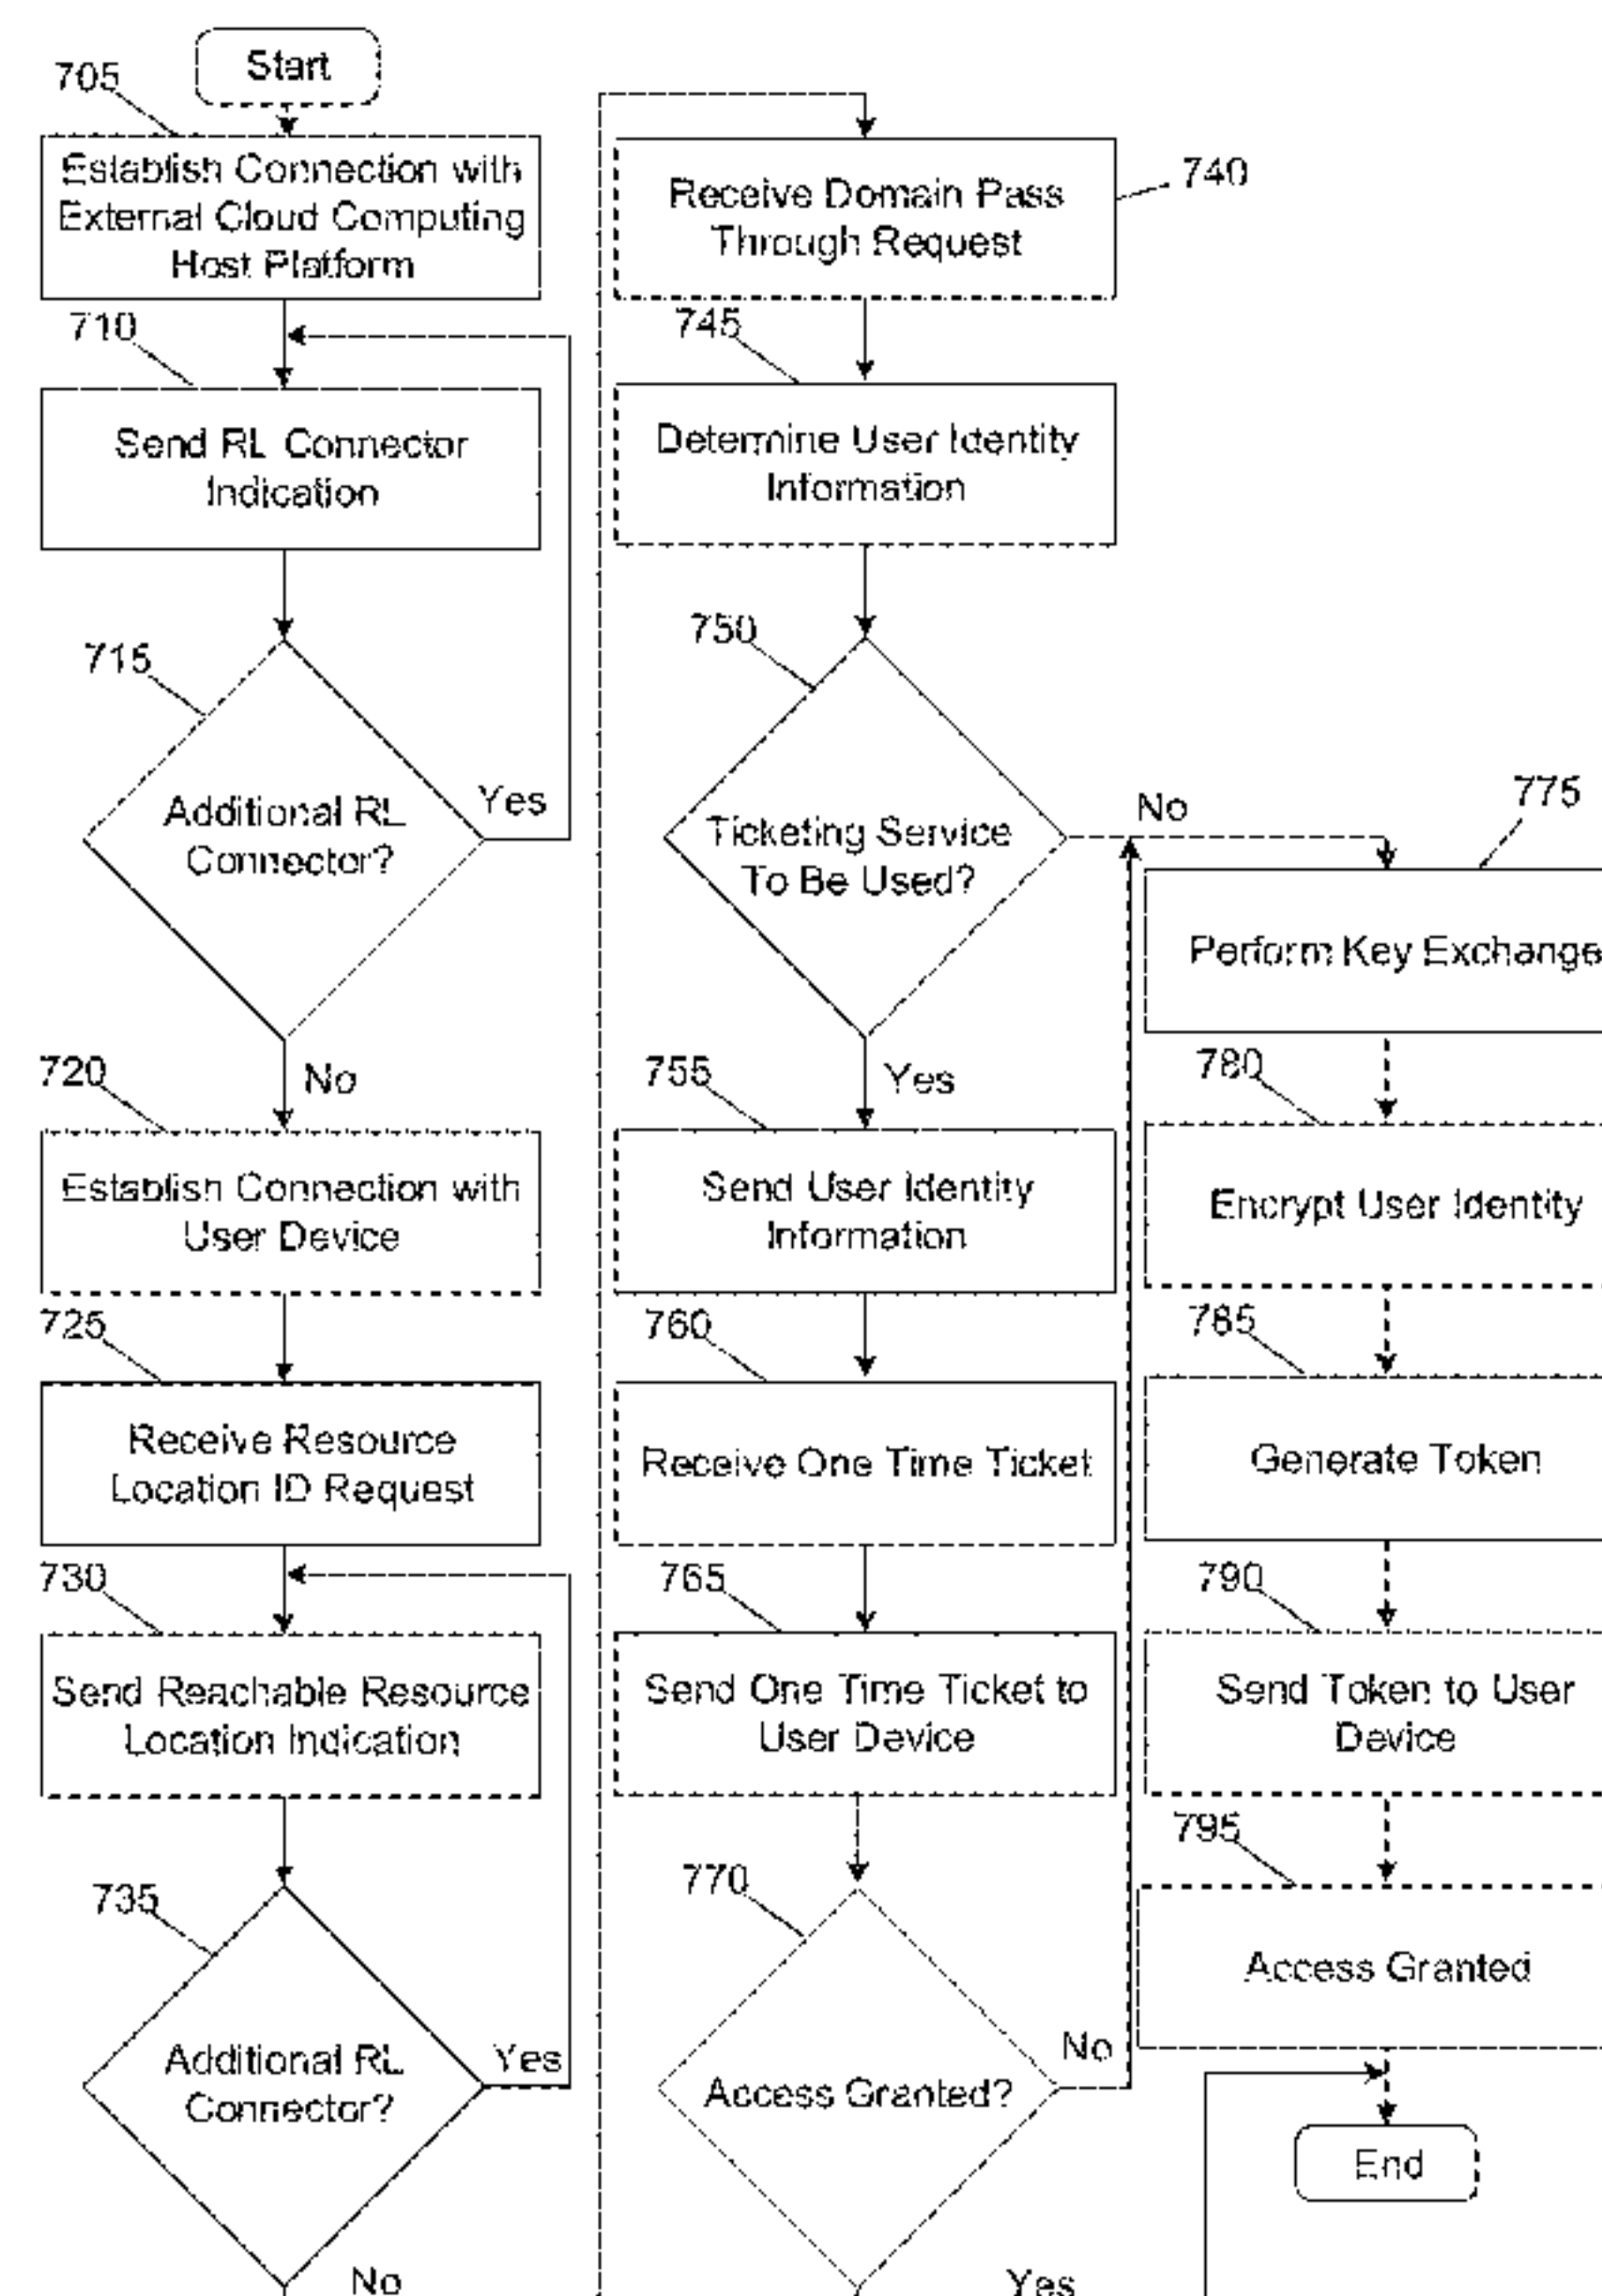 Start
705
Establish Connection with
External Cloud Computing
Host Platform
710
Send RL Connector
Indication
715
Additional RL
Connector?
Yes
No
720
Establish Connection with
User Device
725
Receive Resource
Location ID Request
730
Send Reachable Resource
Location Indication
735
Additional RL
Connector?
Yes
No
Receive Domain Pass
Through Request
740
745
Determine User Identity
Information
750
Ticketing Service
To Be Used?
No
Yes
755
Send User Identity
Information
760
Receive One Time Ticket
765
Send One Time Ticket to
User Device
770
Access Granted?
No
Yes
775
Perform Key Exchange
780
Encrypt User Identity
785
Generate Token
790
Send Token to User
Device
795
Access Granted
End